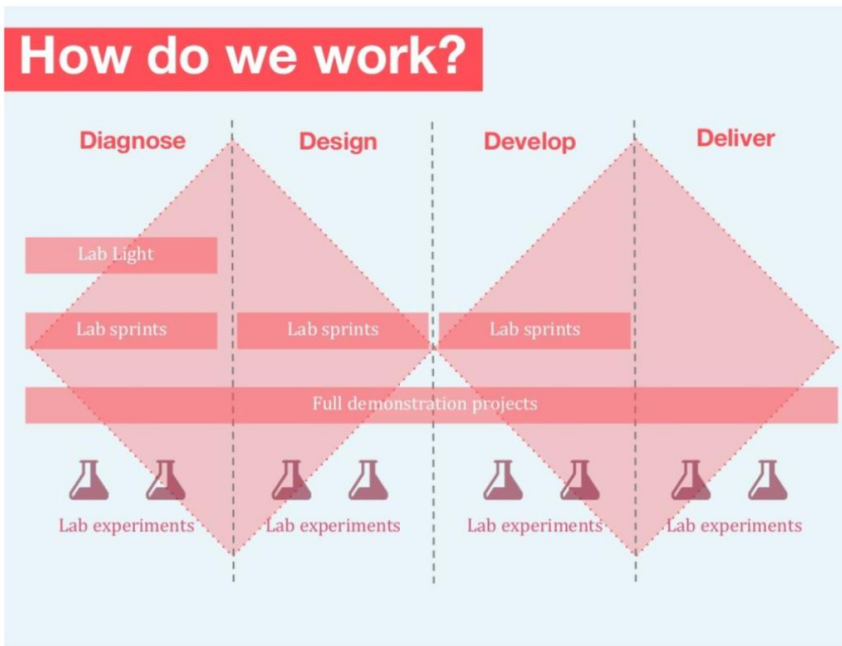 How do we work?
Diagnose
Design
Develop
Deliver
Lab Light
Lab sprints
Lab sprints
Lab sprints
Full demonstration projects
Lab experiments
Lab experiments
Lab experiments
Lab experiments